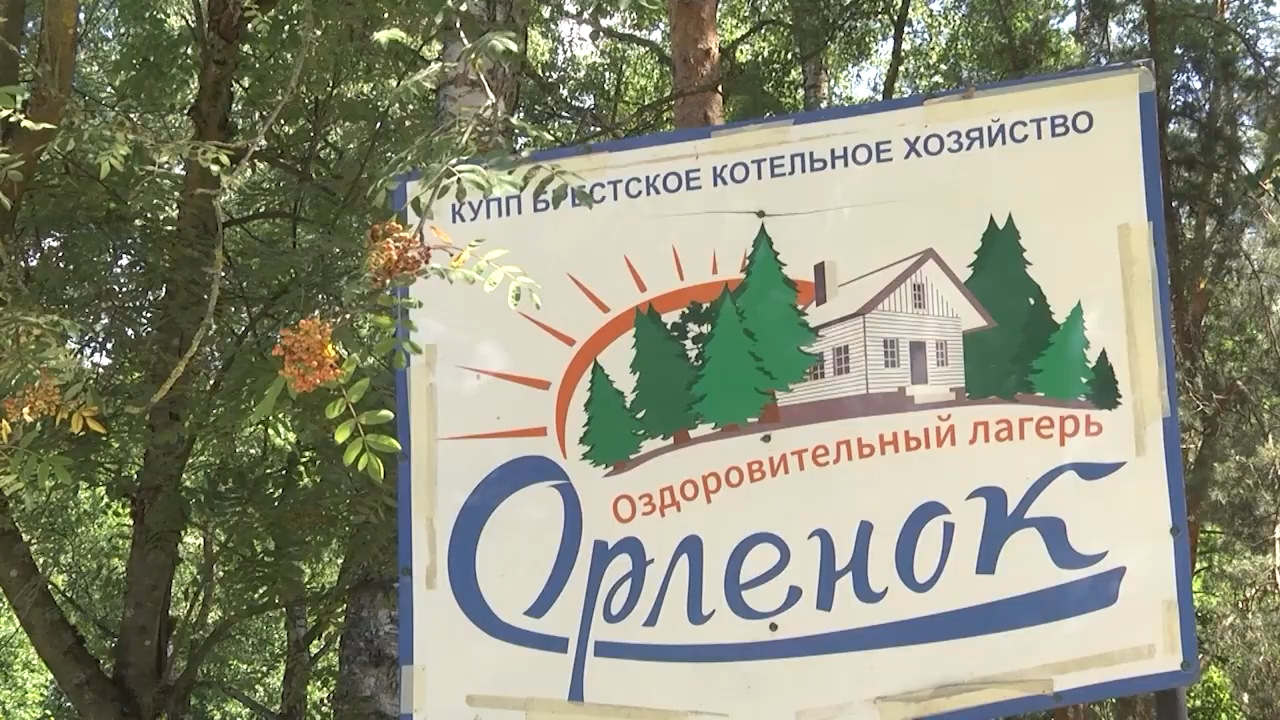 КУПП БРЕСТСКОЕ КОТЕЛЬНОЕ ХОЗЯЙСТВО
Оздоровительный лагерь
Орленок